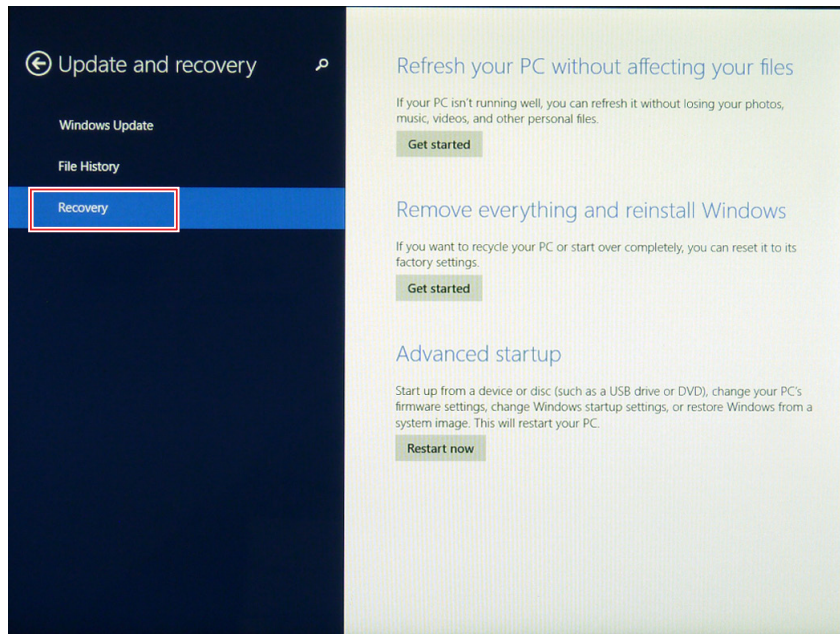 Update and recovery
Windows Update
File History
Recovery
Refresh your PC without affecting your files
If your PC isn't running well, you can refresh it without losing your photos,
music, videos, and other personal files.
Get started
Remove everything and reinstall Windows
If you want to recycle your PC or start over completely, you can reset it to its
factory settings.
Get started
Advanced startup
Start up from a device or disc (such as a USB drive or DVD), change your PC's
firmware settings, change Windows startup settings, or restore Windows from a
system image. This will restart your PC.
Restart now